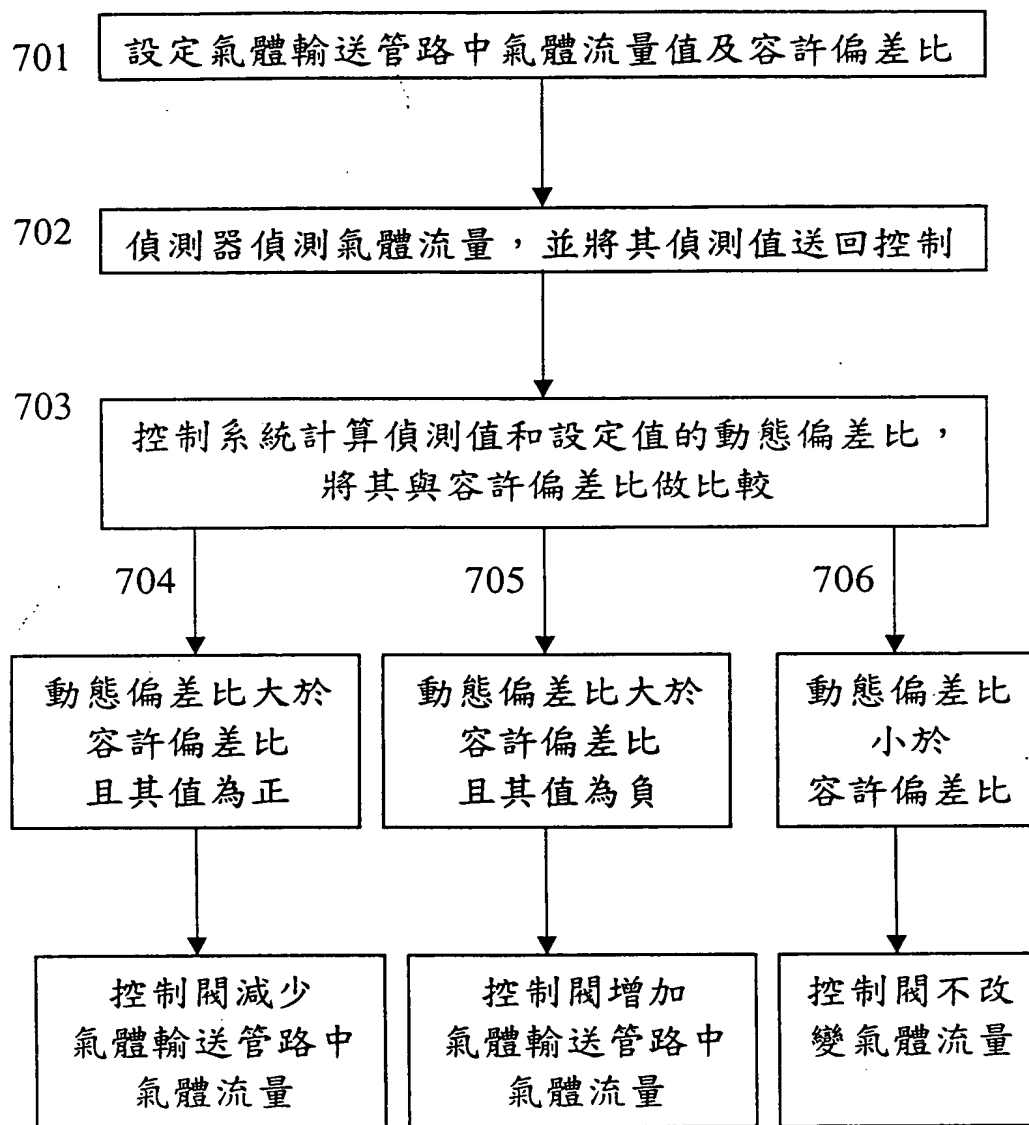 701
設定氣體輸送管路中氣體流量值及容許偏差比
702
偵測器偵測氣體流量，並將其偵測值送回控制
703
控制系統計算偵測值和設定值的動態偏差比，
將其與容許偏差比做比較
704
705
706
動態偏差比大於
容許偏差比
且其值為正
動態偏差比大於
容許偏差比
且其值為負
動態偏差比
小於
容許偏差比
控制閥減少
氣體輸送管路中
氣體流量
控制閥增加
氣體輸送管路中
氣體流量
控制閥不改
變氣體流量